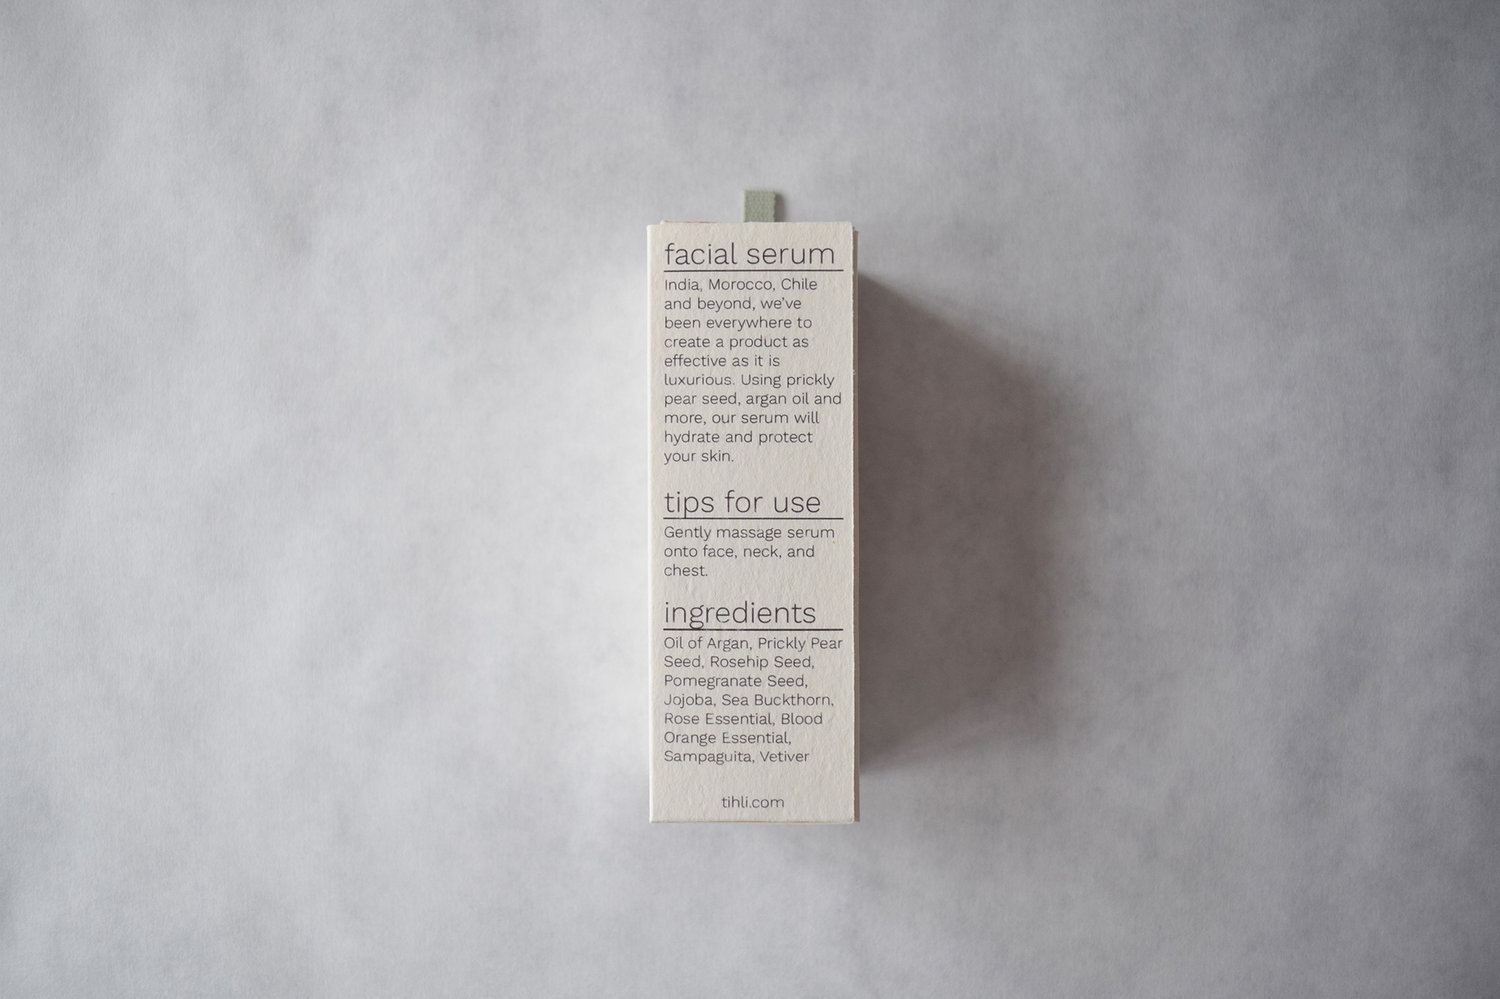 facial serum
India, Morocco, Chile
and beyond, we've
been everywhere to
create a product as
effective as it is
luxurious. Using prickly
pear seed, argan oil and
more, our serum will
hydrate and protect
your skin.
tips for use
Gently massage serum
onto face, neck, and
chest.
ingredients
Oil of Argan, Prickly Pear
Seed, Rosehip Seed,
Pomegranate Seed,
Jojoba, Sea Buckthorn,
Rose Essential, Blood
Orange Essential,
Sampaguita, Vetiver
tihli.com